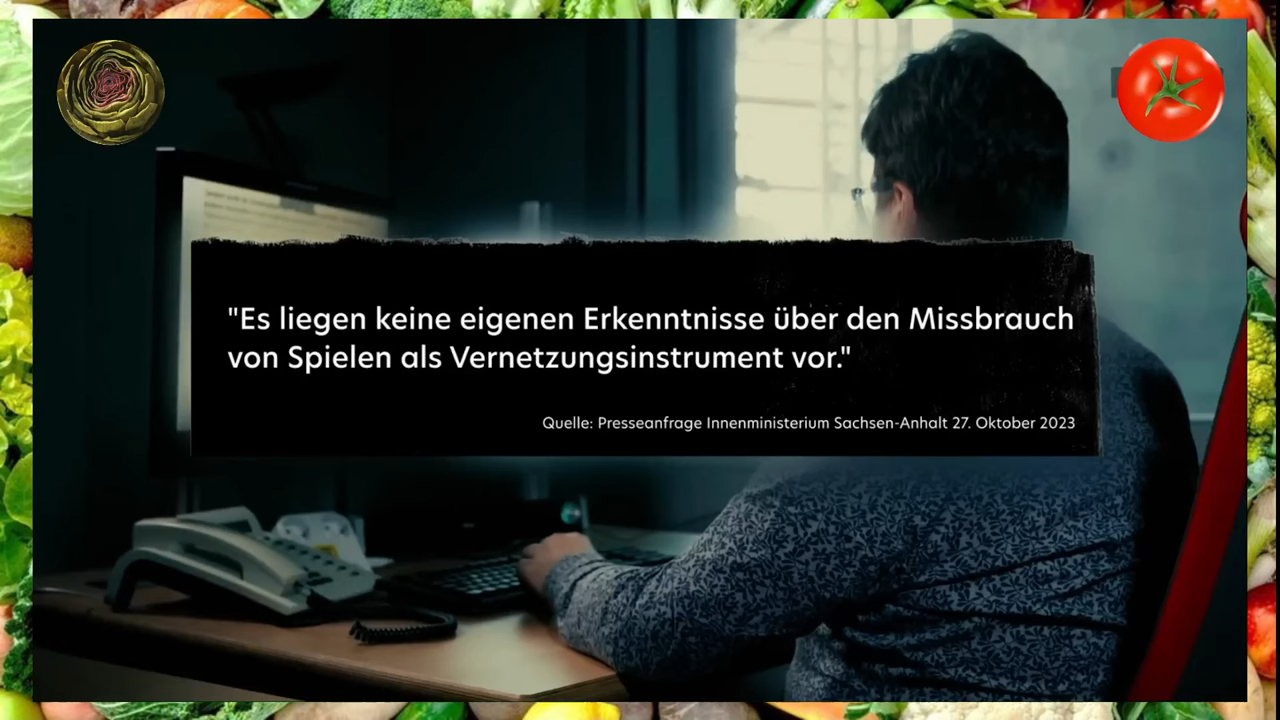 "Es liegen keine eigenen Erkenntnisse über den Missbrauch
von Spielen als Vernetzungsinstrument vor."
Quelle: Presseanfrage Innenministerium Sachsen-Anhalt 27. Oktober 2023